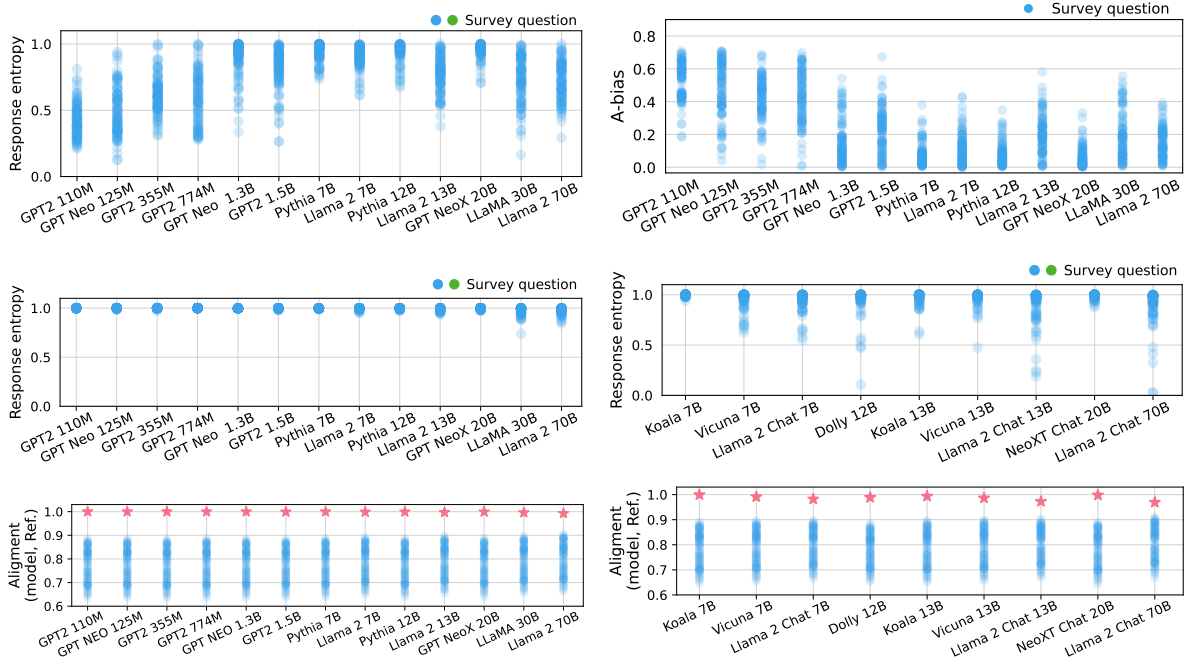 Survey question
Response entropy
1.0
0.5
0.0
GPT2 110M
GPT Neo 125M
GPT2 355M
GPT2 774M
GPT Neo 1.3B
GPT2 1.5B
Pythia 7B
Llama 2 7B
Pythia 12B
Llama 2 13B
GPT NeoX 20B
LLaMA 30B
Llama 2 70B
Survey question
A-bias
0.8
0.6
0.4
0.2
0.0
GPT2 110M
GPT Neo 125M
GPT2 355M
GPT2 774M
GPT Neo 1.3B
GPT2 1.5B
Pythia 7B
Llama 2 7B
Pythia 12B
Llama 2 13B
GPT NeoX 20B
LLaMA 30B
Llama 2 70B
Survey question
Response entropy
1.0
0.5
0.0
GPT2 110M
GPT Neo 125M
GPT2 355M
GPT2 774M
GPT Neo 1.3B
GPT2 1.5B
Pythia 7B
Llama 2 7B
Pythia 12B
Llama 2 13B
GPT NeoX 20B
LLaMA 30B
Llama 2 70B
Survey question
Response entropy
1.0
0.5
0.0
Koala 7B
Vicuna 7B
Llama 2 Chat 7B
Dolly 12B
Koala 13B
Vicuna 13B
Llama 2 Chat 13B
NeoXT Chat 20B
Llama 2 Chat 70B
Aligment
(model, Ref.)
1.0
0.9
0.8
0.7
0.6
GPT2 110M
GPT NEO 125M
GPT2 355M
GPT2 774M
GPT NEO 1.3B
GPT2 1.5B
Pythia 7B
Llama 2 7B
Pythia 12B
Llama 2 13B
GPT NeoX 20B
LLaMA 30B
Llama 2 70B
Aligment
(model, Ref.)
1.0
0.9
0.8
0.7
0.6
Koala 7B
Vicuna 7B
Llama 2 Chat 7B
Dolly 12B
Koala 13B
Vicuna 13B
Llama 2 Chat 13B
NeoXT Chat 20B
Llama 2 Chat 70B